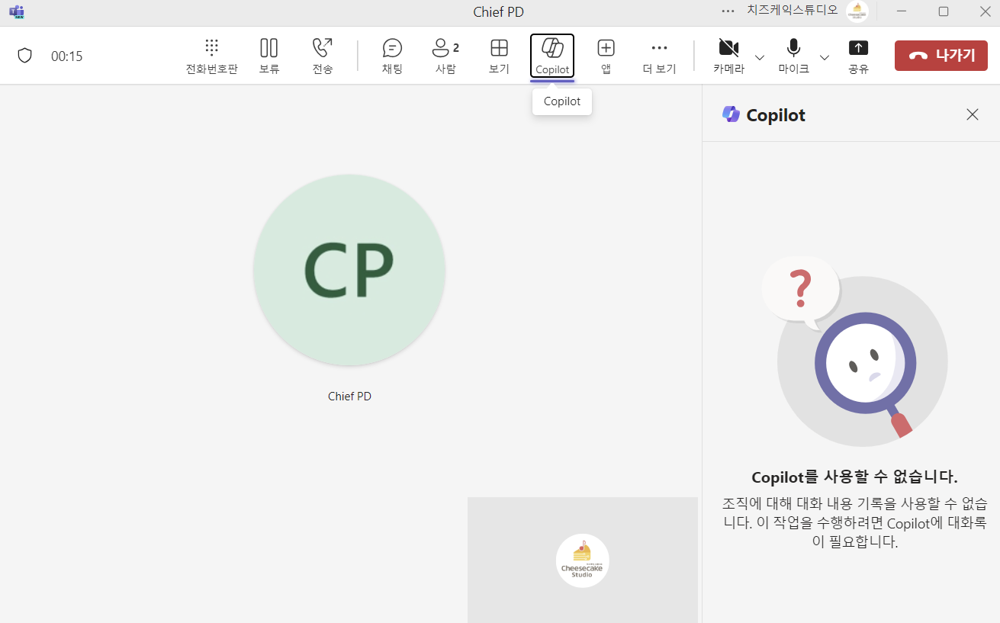 Chief PD
치즈케익스튜디오
00:15
전화번호판
보류
전송
채팅
2
사람
보기
Copilot
앱
더 보기
카메라
마이크
공유
나가기
Copilot
Copilot
CP
Chief PD
?
Copilot를 사용할 수 없습니다.
조직에 대해 대화 내용 기록을 사용할 수 없습
니다. 이 작업을 수행하려면 Copilot에 대화록
이 필요합니다.
Cheesecake
Studio